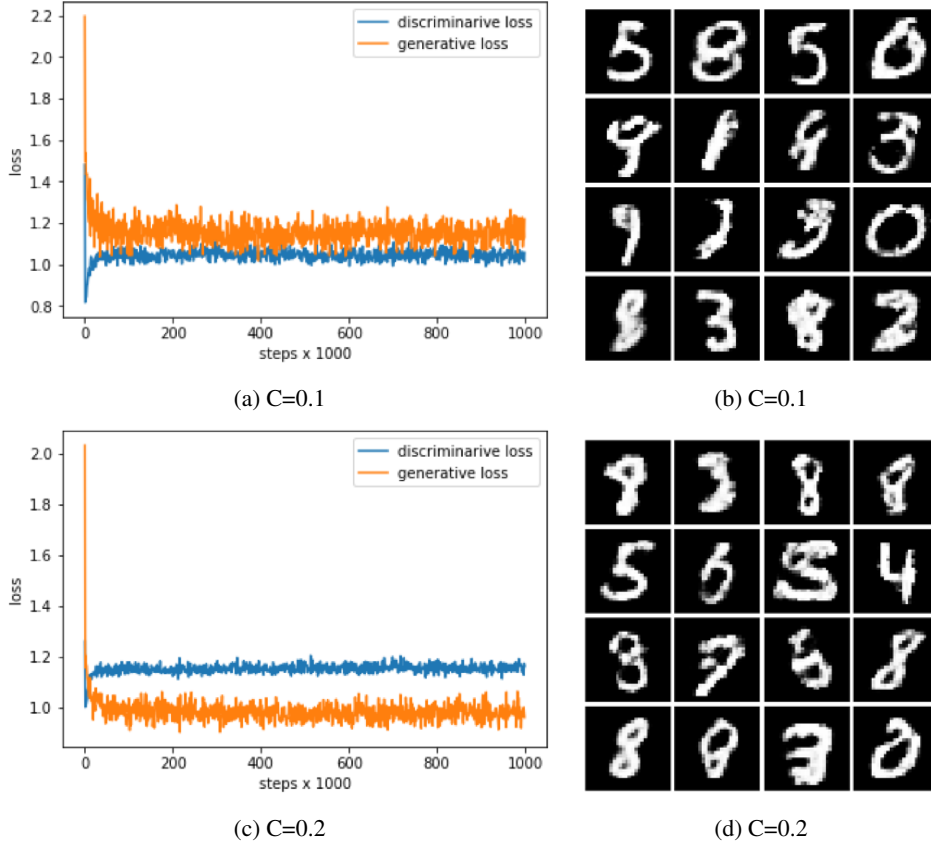 2.2
2.0
1.8
1.6
1.4
1.2
1.0
0.8
loss
discriminarive loss
generative loss
0 200 400 600 800 1000
steps x 1000
(a) C=0.1
(b) C=0.1
2.0
1.8
1.6
1.4
1.2
1.0
loss
discriminarive loss
generative loss
0 200 400 600 800 1000
steps x 1000
(c) C=0.2
(d) C=0.2